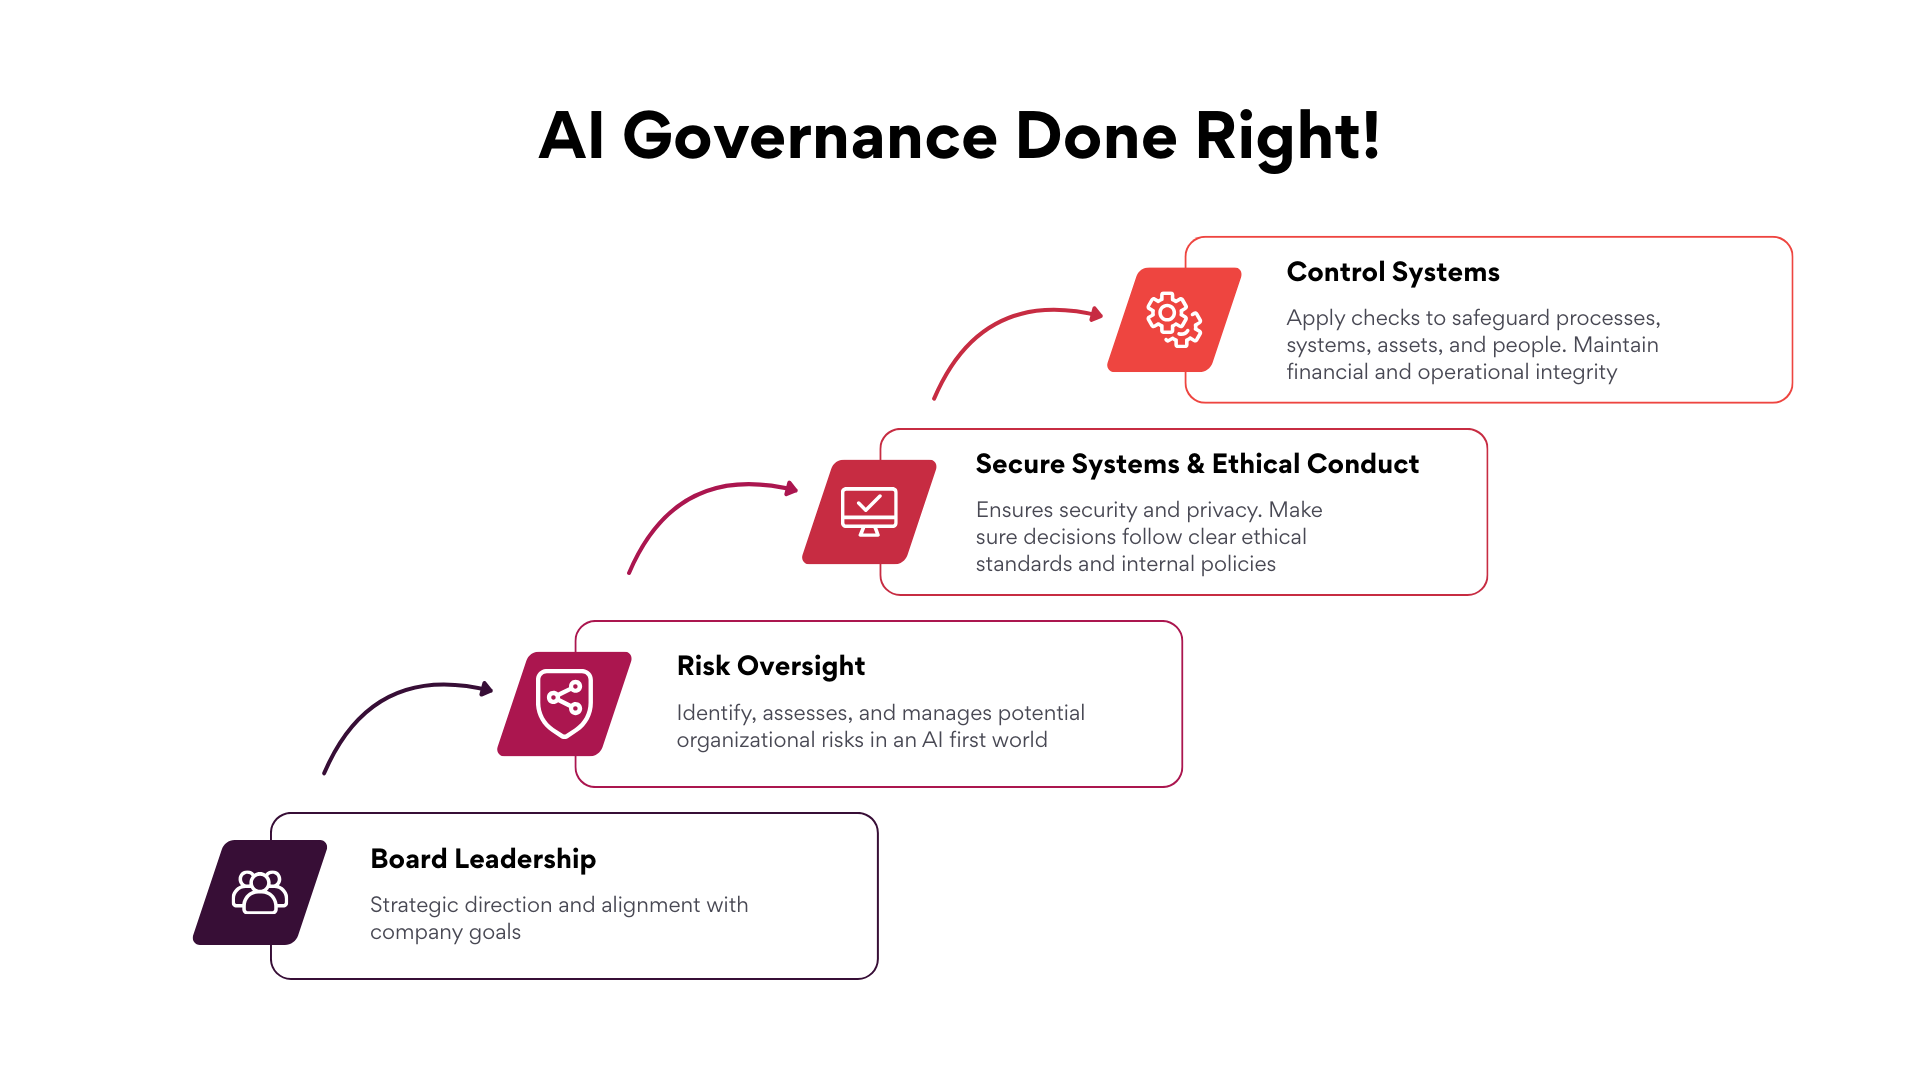 AI Governance Done Right!
Control Systems
Apply checks to safeguard processes,
systems, assets, and people. Maintain
financial and operational integrity
Secure Systems & Ethical Conduct
Ensures security and privacy. Make
sure decisions follow clear ethical
standards and internal policies
Risk Oversight
Identify, assesses, and manages potential
organizational risks in an AI first world
Board Leadership
Strategic direction and alignment with
company goals